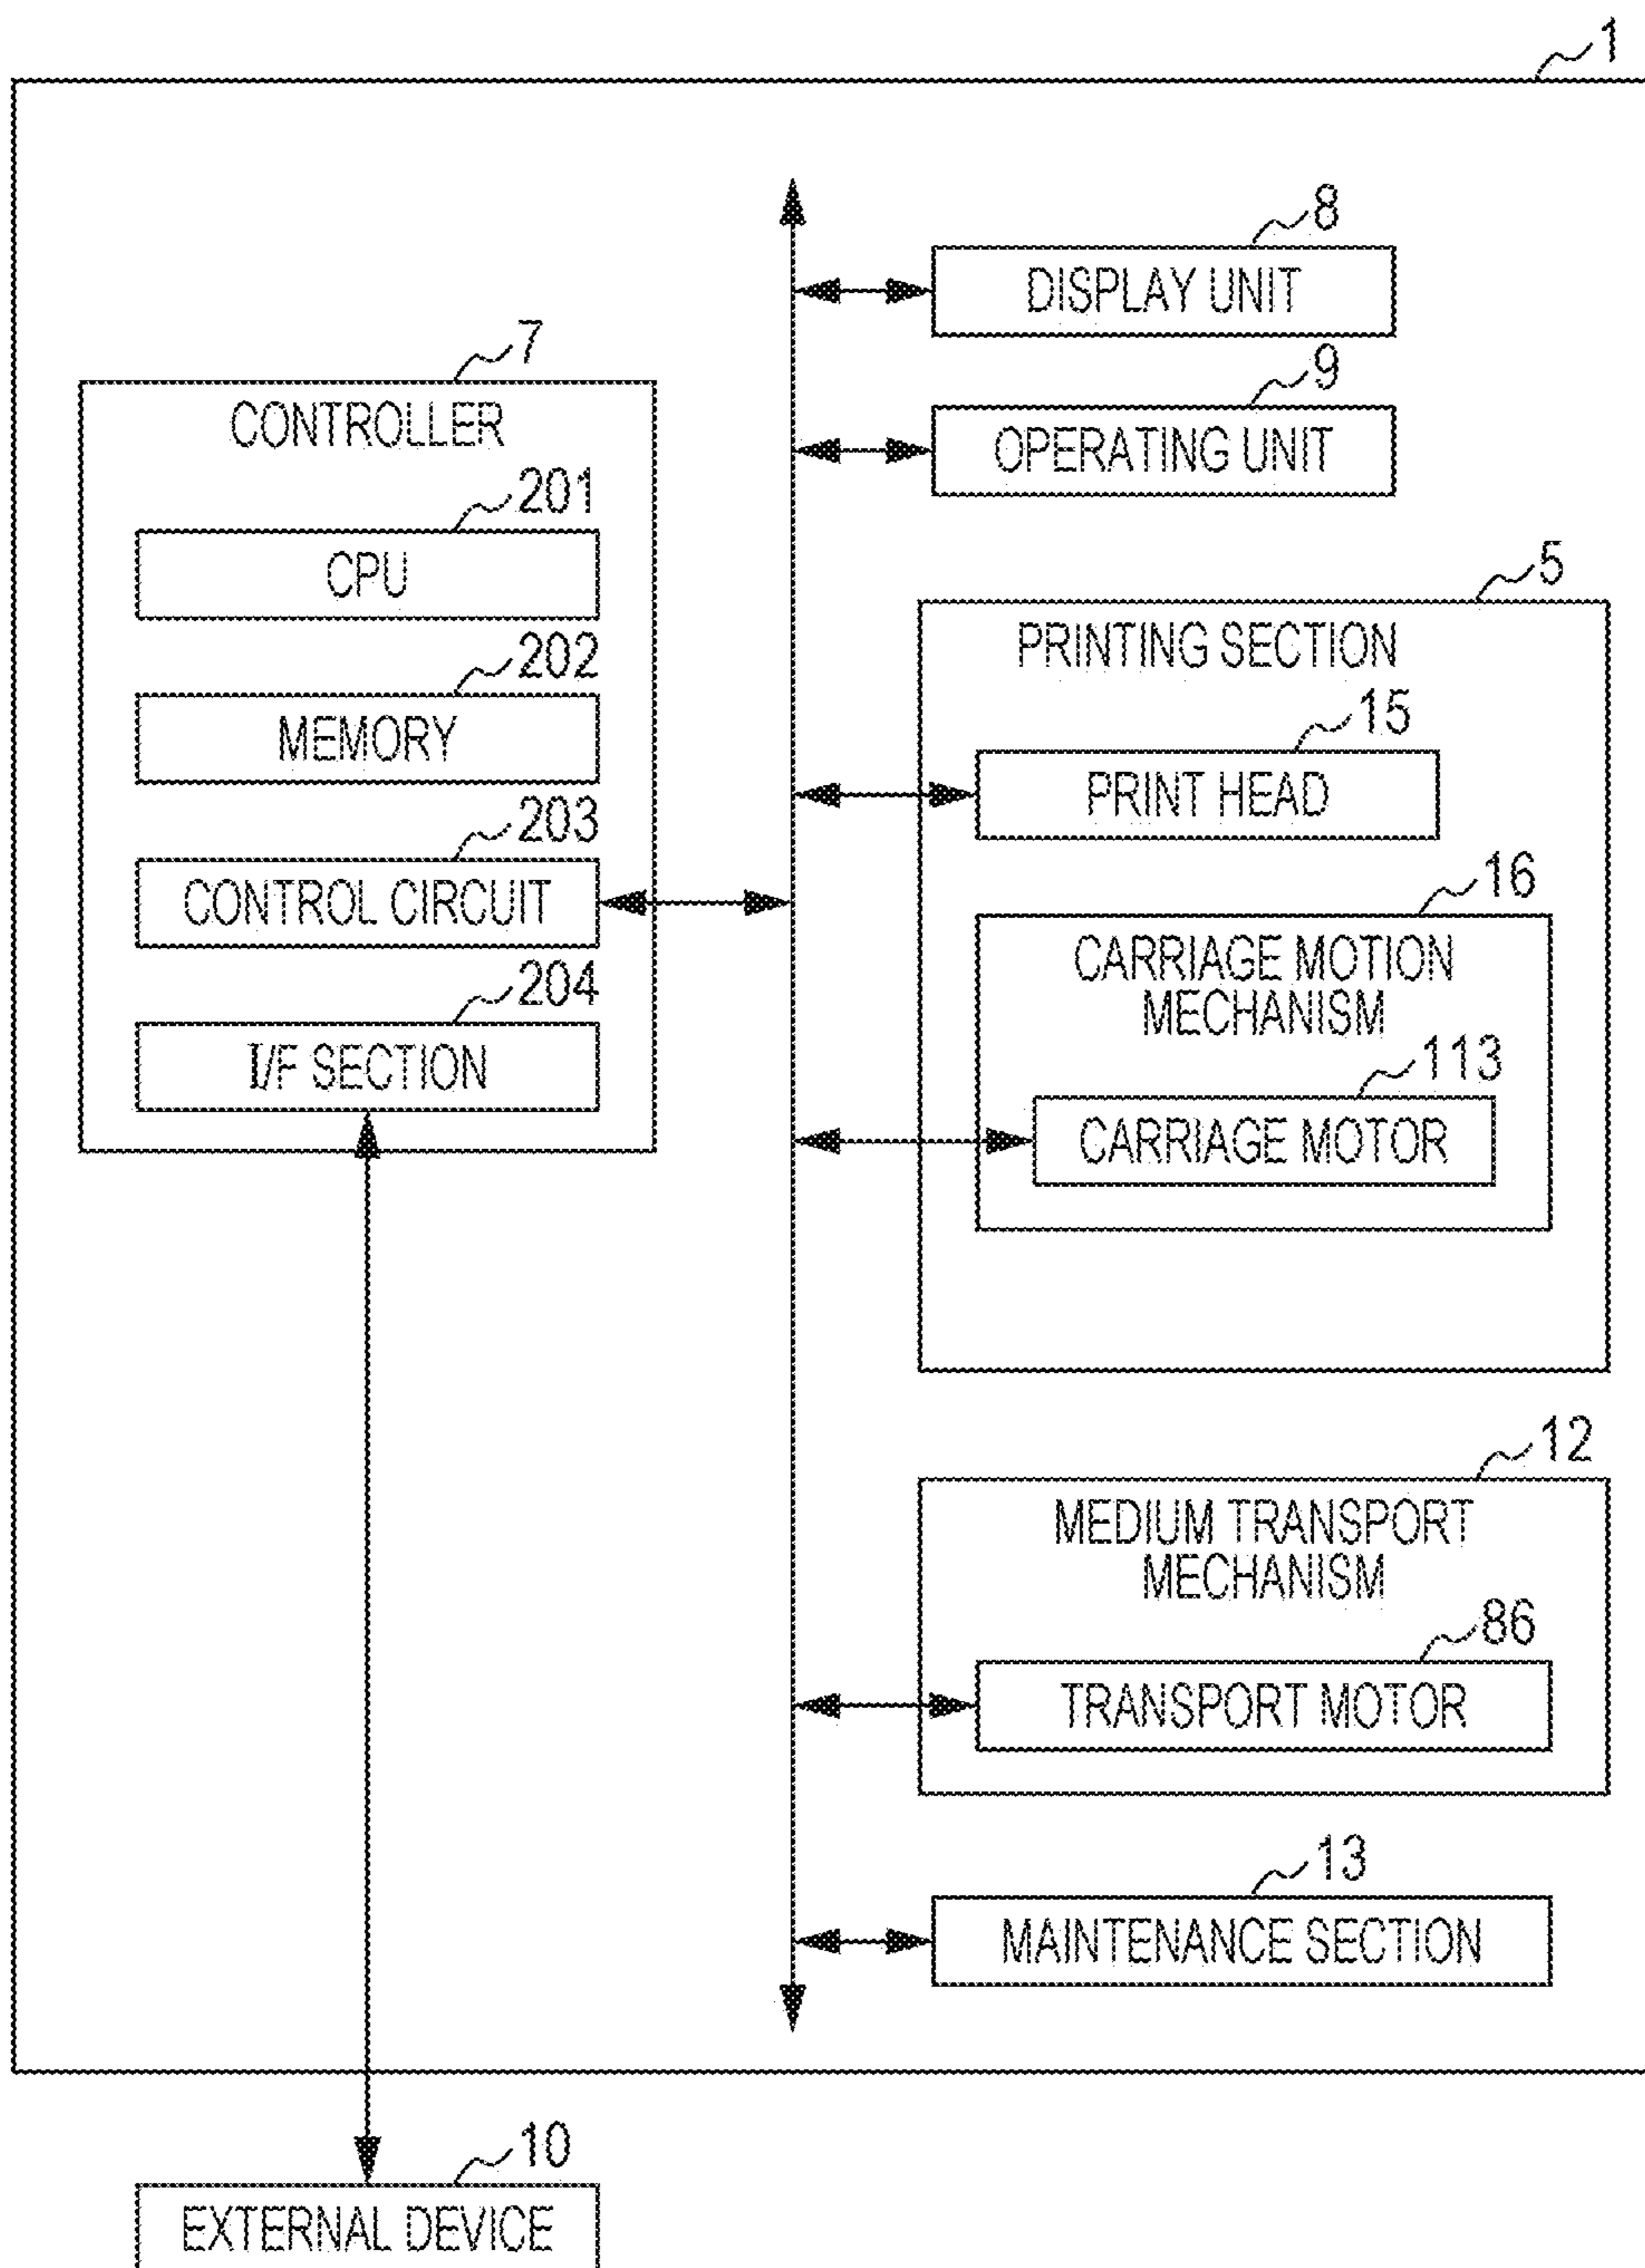 1
7
CONTROLLER
201
CPU
202
MEMORY
203
CONTROL CIRCUIT
204
I/F SECTION
8
DISPLAY UNIT
9
OPERATING UNIT
5
PRINTING SECTION
15
PRINT HEAD
16
CARRIAGE MOTION
MECHANISM
113
CARRIAGE MOTOR
12
MEDIUM TRANSPORT
MECHANISM
86
TRANSPORT MOTOR
13
MAINTENANCE SECTION
10
EXTERNAL DEVICE